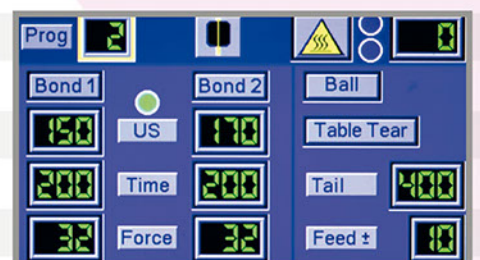 Prog 2 0
Bond 1 Bond 2 Ball
150 US 170 Table Tear
200 Time 200 Tail 400
32 Force 32 Feed ± 10